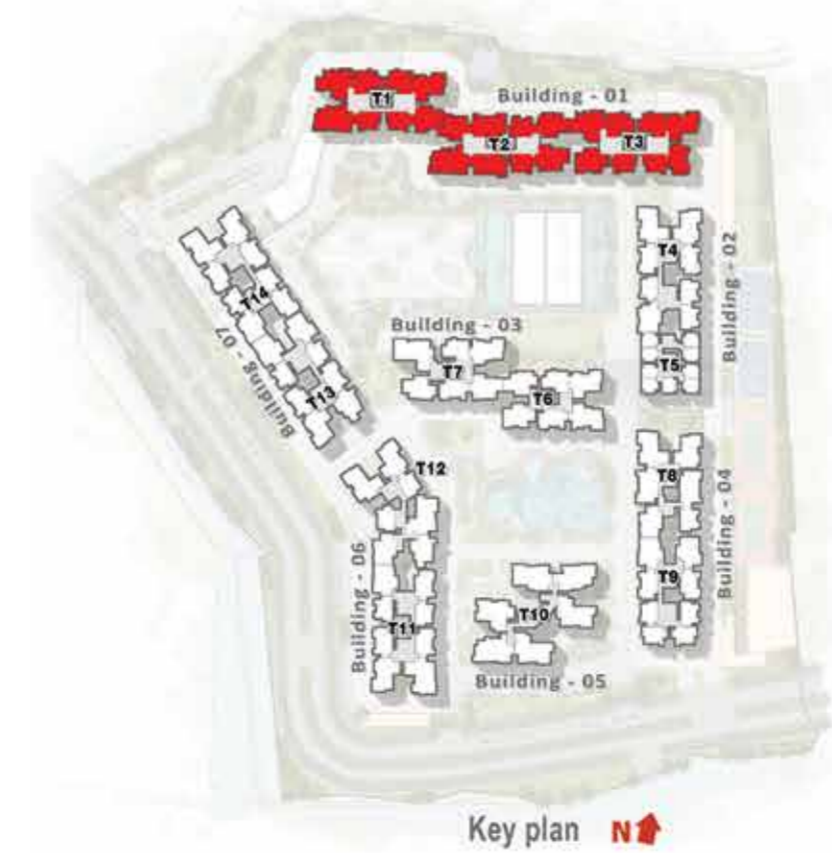 T1
Building - 01
T2
T3
T4
Building - 02
T14
Building - 07
Building - 03
T7
T5
T6
T13
T12
T8
Building - 04
Building - 06
T9
T11
T10
Building - 05
Key plan N